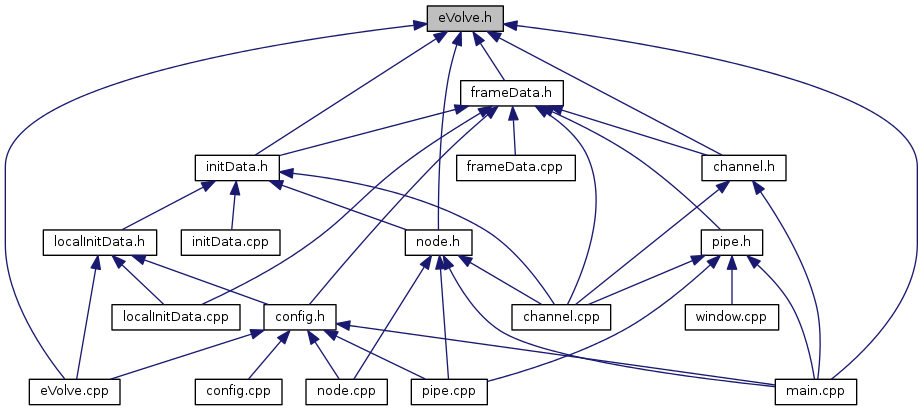 eVolve.h
frameData.h
initData.h
frameData.cpp
channel.h
localInitData.h
initData.cpp
node.h
pipe.h
localInitData.cpp
config.h
channel.cpp
window.cpp
eVolve.cpp
config.cpp
node.cpp
pipe.cpp
main.cpp